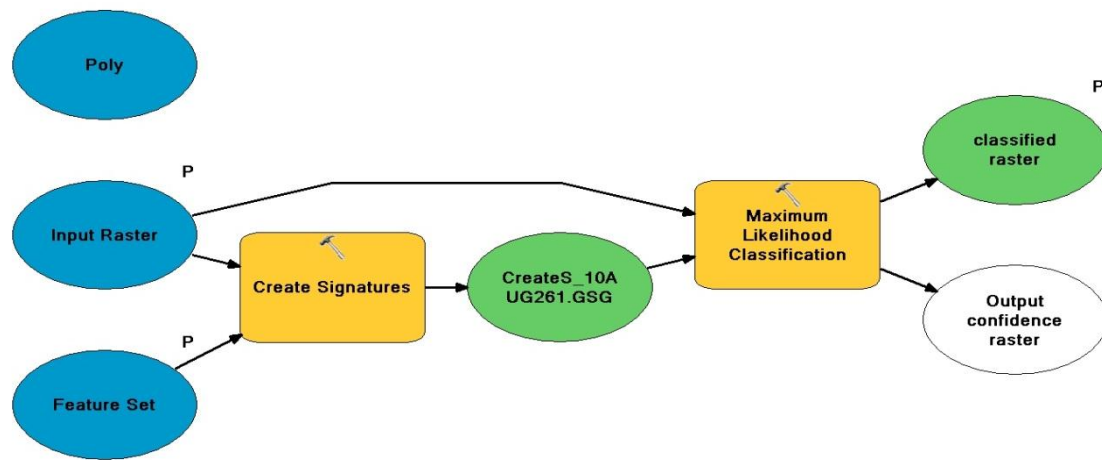 Poly
P
Input Raster
P
Feature Set
Create Signatures
CreateS_10A
UG261.GSG
Maximum
Likelihood
Classification
P
classified
raster
Output
confidence
raster